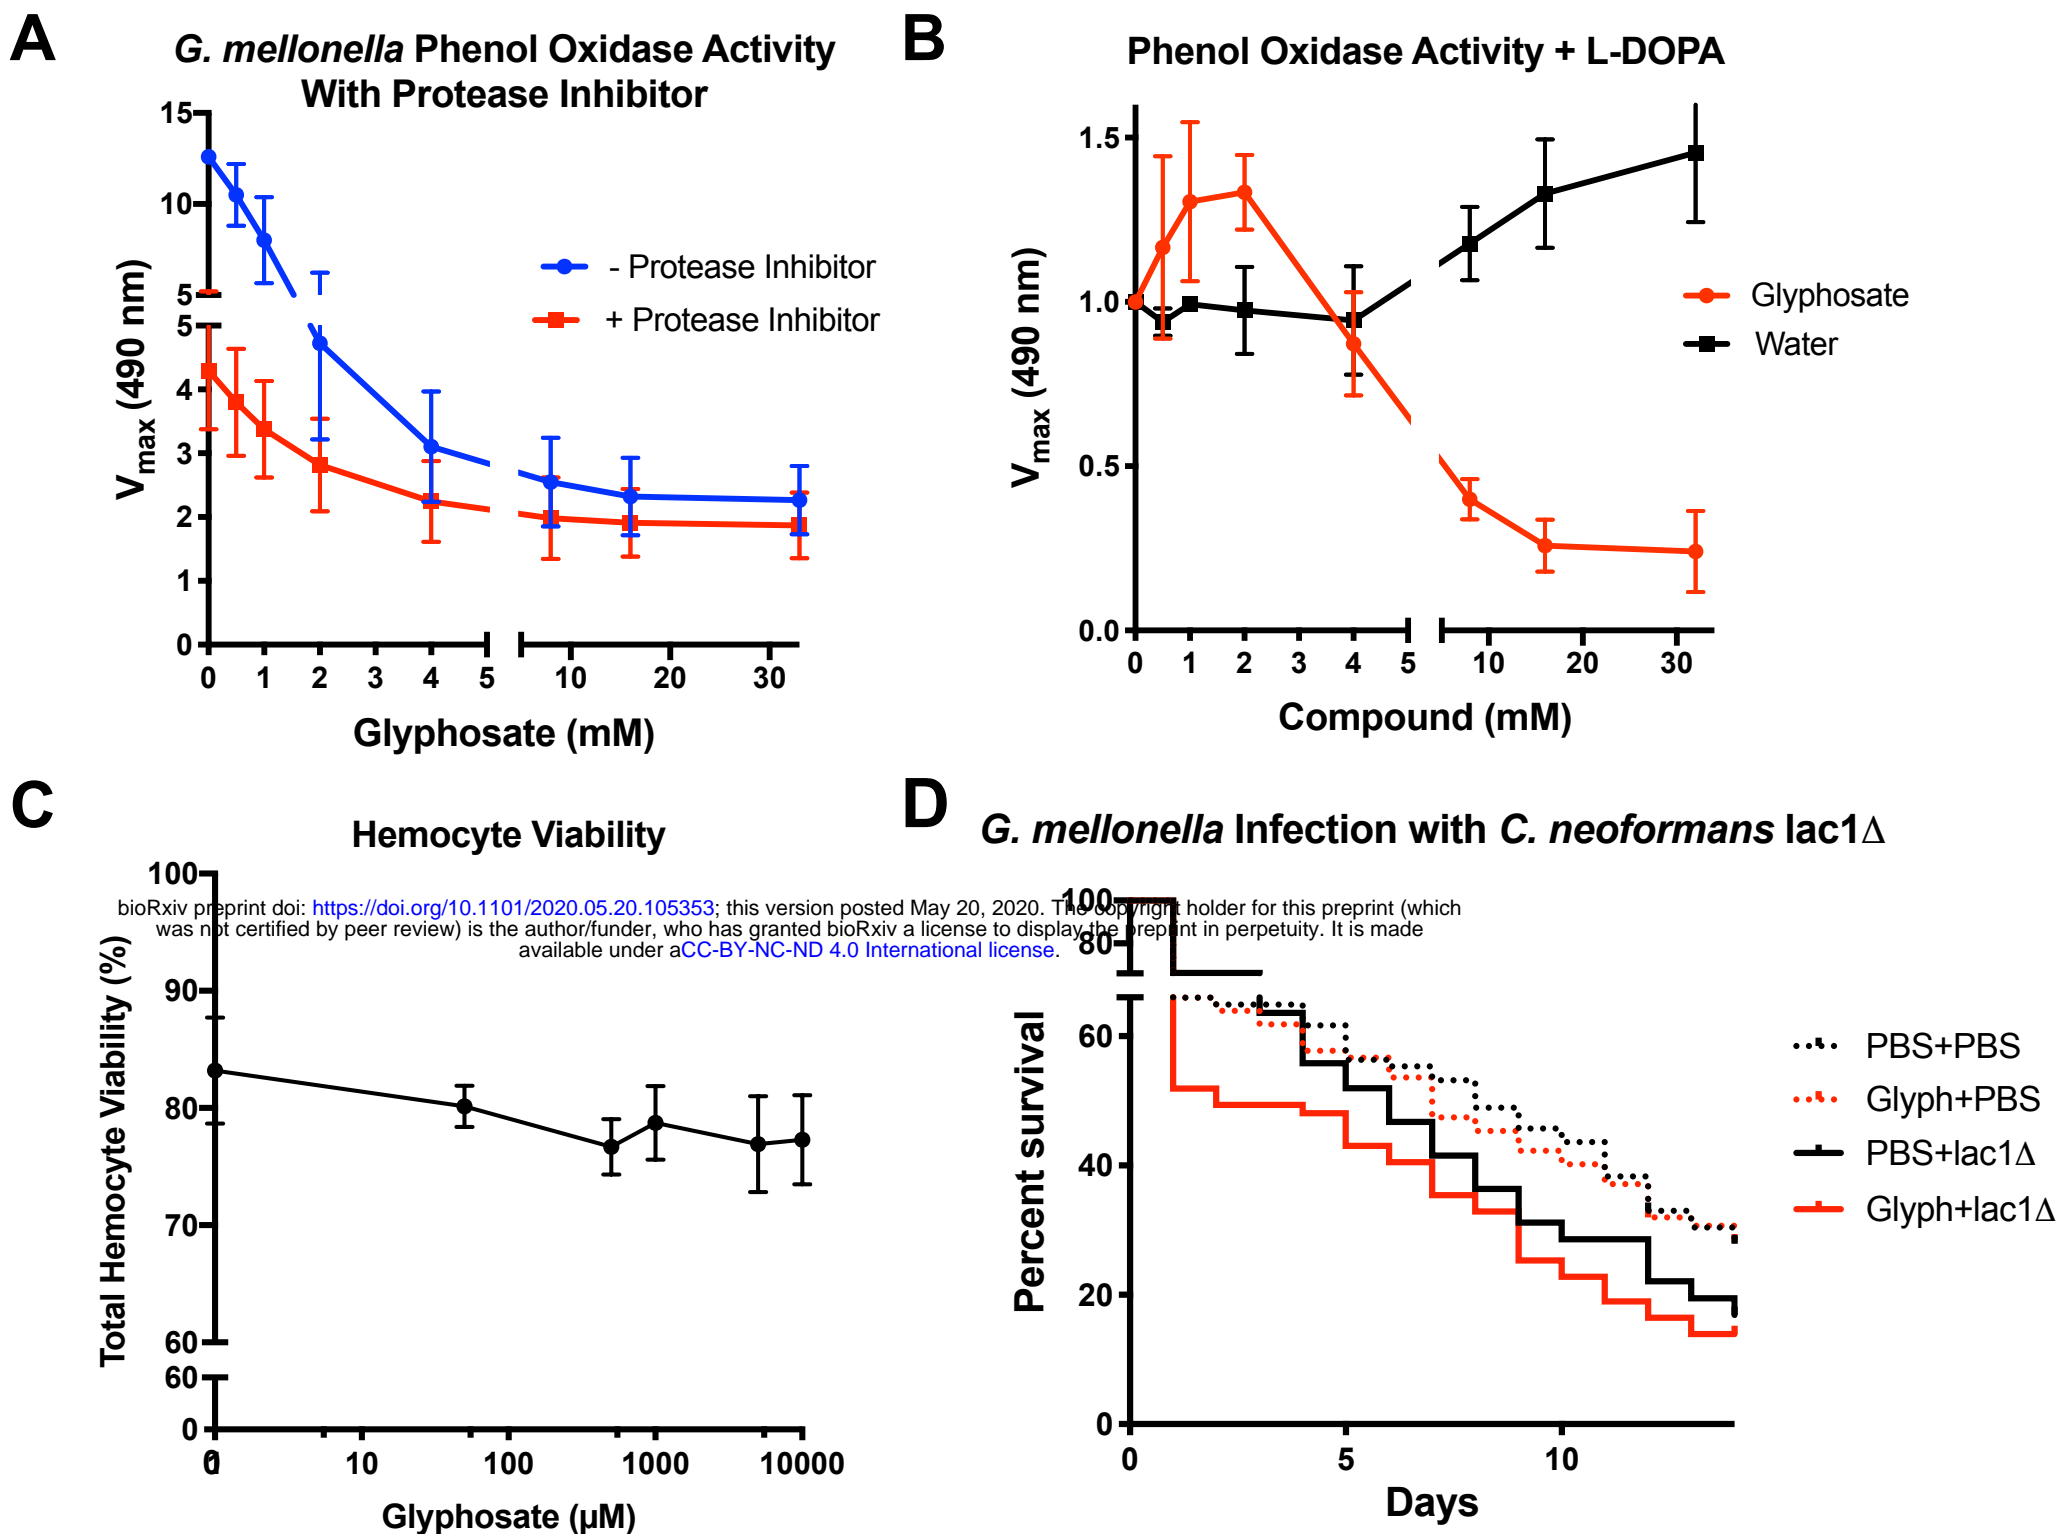 A
G. mellonella Phenol Oxidase Activity
With Protease Inhibitor
15
10
5
5
4
3
2
1
0
Vmax (490 nm)
- Protease Inhibitor
+ Protease Inhibitor
0 1 2 3 4 5 10 20 30
Glyphosate (mM)
B
Phenol Oxidase Activity + L-DOPA
1.5
1.0
0.5
0.0
Vmax (490 nm)
Glyphosate
Water
0 1 2 3 4 5 10 20 30
Compound (mM)
C
Hemocyte Viability
100
90
80
70
60
60
0
Total Hemocyte Viability (%)
0 10 100 1000 10000
Glyphosate (µM)
bioRxiv preprint doi: https://doi.org/10.1101/2020.05.20.105353; this version posted May 20, 2020. The copyright holder for this preprint (which
was not certified by peer review) is the author/funder, who has granted bioRxiv a license to display the preprint in perpetuity. It is made
available under aCC-BY-NC-ND 4.0 International license.
D
G. mellonella Infection with C. neoformans lac1Δ
100
80
60
40
20
0
Percent survival
PBS+PBS
Glyph+PBS
PBS+lac1Δ
Glyph+lac1Δ
0 5 10
Days